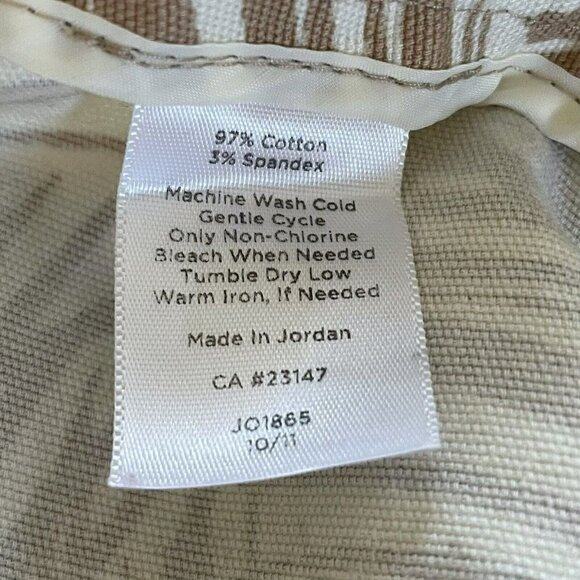 97% Cotton
3% Spandex
Machine Wash Cold
Gentle Cycle
Only Non-Chlorine
Bleach When Needed
Tumble Dry Low
Warm Iron, If Needed
Made In Jordan
CA #23147
JO1865
10/11